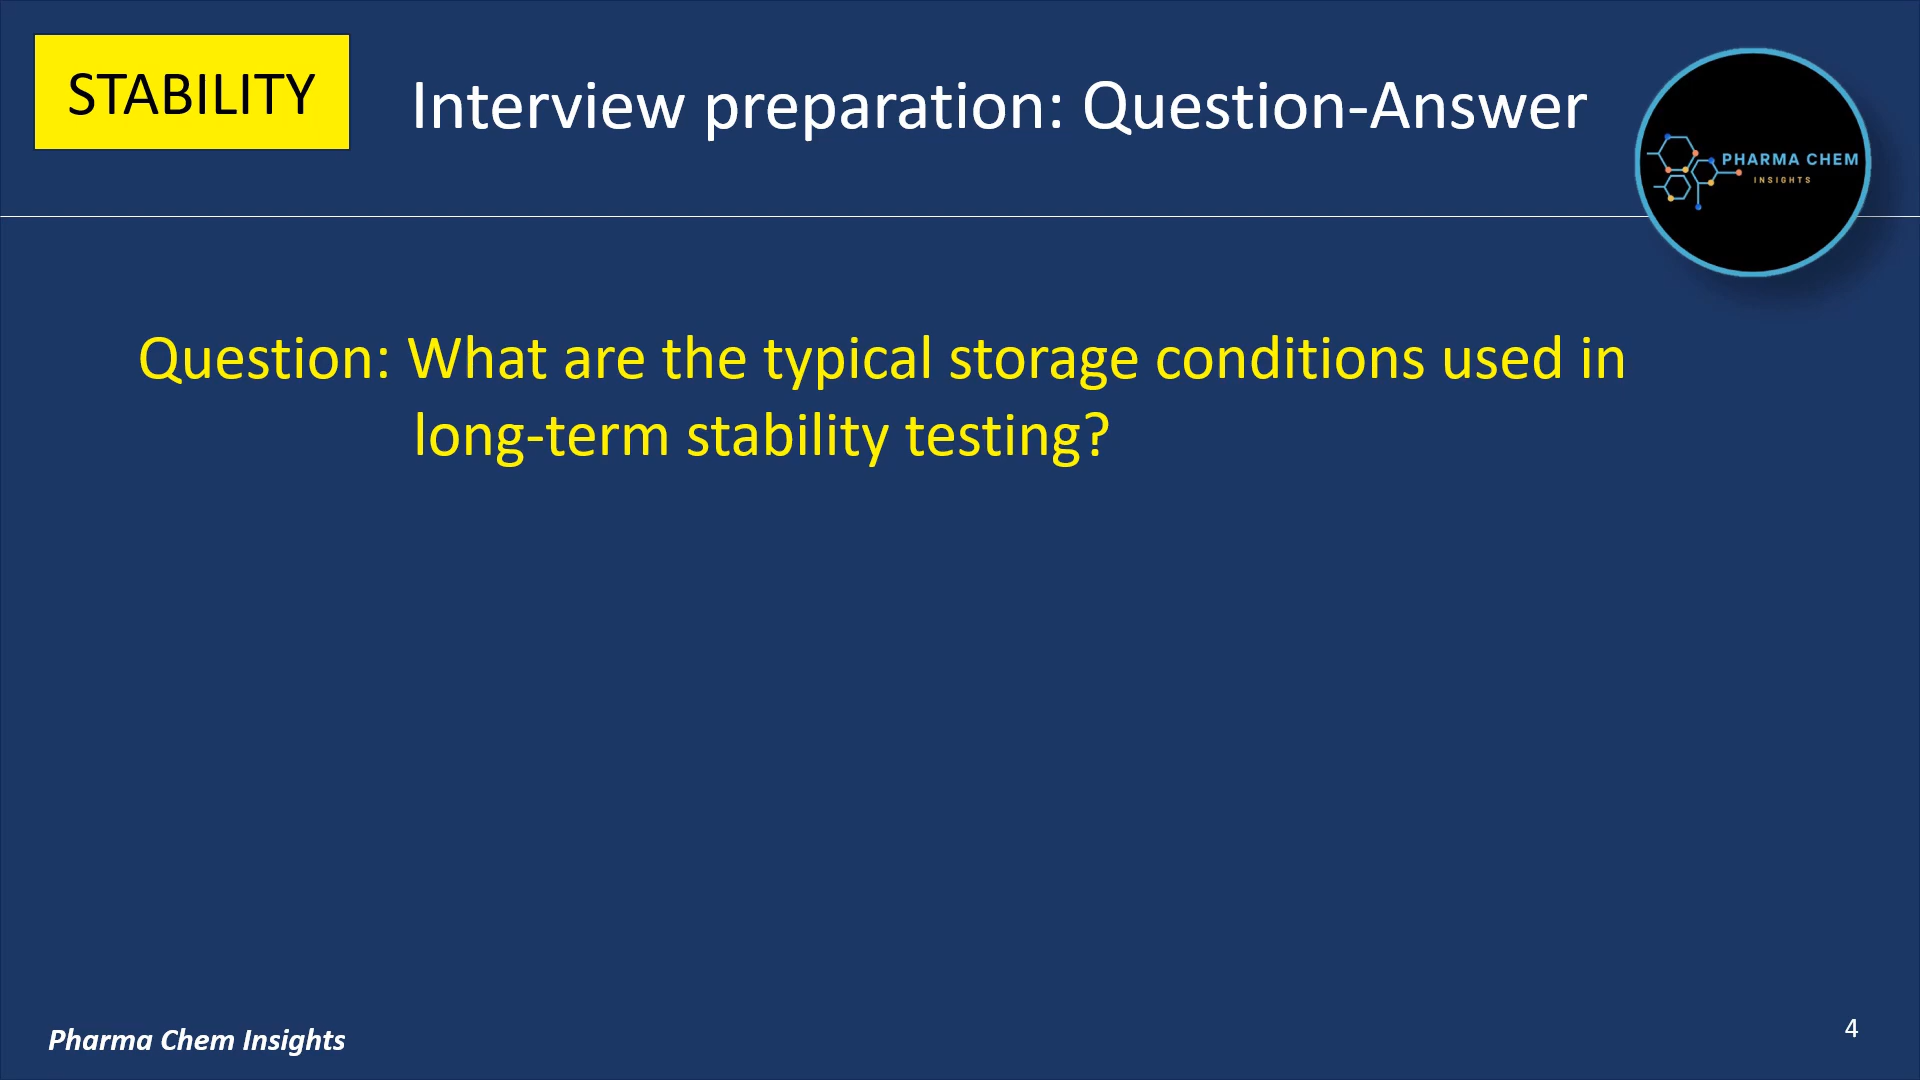 STABILITY
Interview preparation: Question-Answer
PHARMA CHEM
INSIGHTS
Question: What are the typical storage conditions used in
long-term stability testing?
Pharma Chem Insights
4